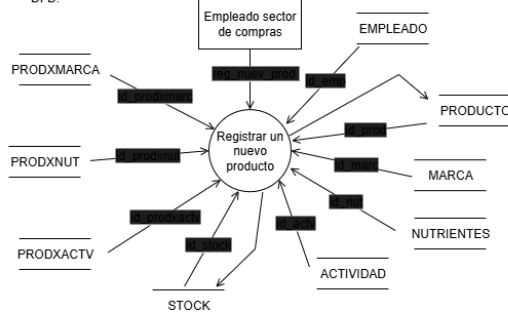 DFD:
Empleado sector
de compras
EMPLEADO
PRODXMARCA
reg_nuev_prod
id_emp
id_prodxmarc
PRODUCTO
Registrar un
nuevo
producto
id_prod
PRODXNUT
id_prodxnut
id_marc
MARCA
id_nut
id_prodxactv
id_actv
NUTRIENTES
id_stock
PRODXACTV
ACTIVIDAD
STOCK